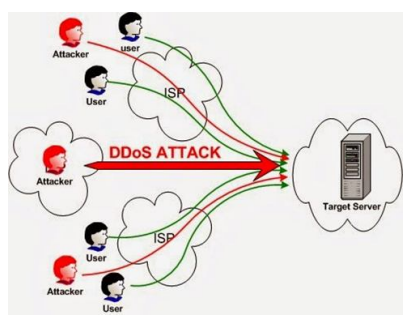 user
Attacker
User
ISP
DDoS ATTACK
Attacker
Target Server
User
ISP
Attacker
User